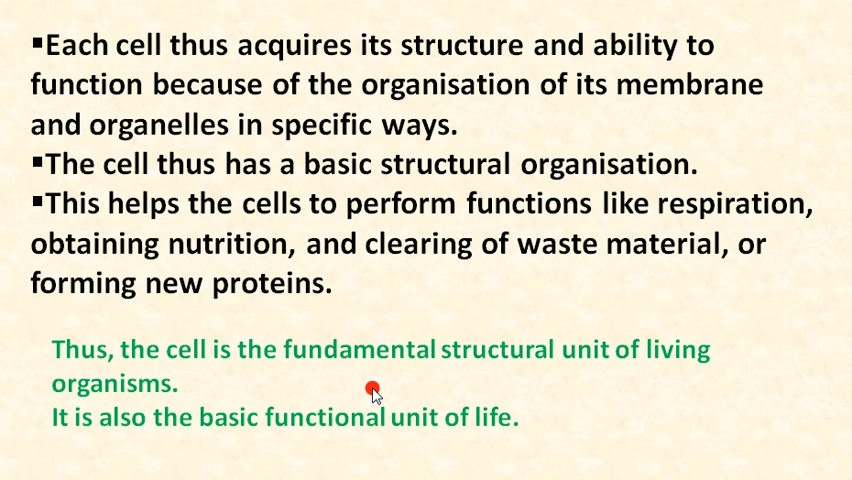 ▪Each cell thus acquires its structure and ability to
function because of the organisation of its membrane
and organelles in specific ways.
▪The cell thus has a basic structural organisation.
▪This helps the cells to perform functions like respiration,
obtaining nutrition, and clearing of waste material, or
forming new proteins.
Thus, the cell is the fundamental structural unit of living
organisms.
It is also the basic functional unit of life.